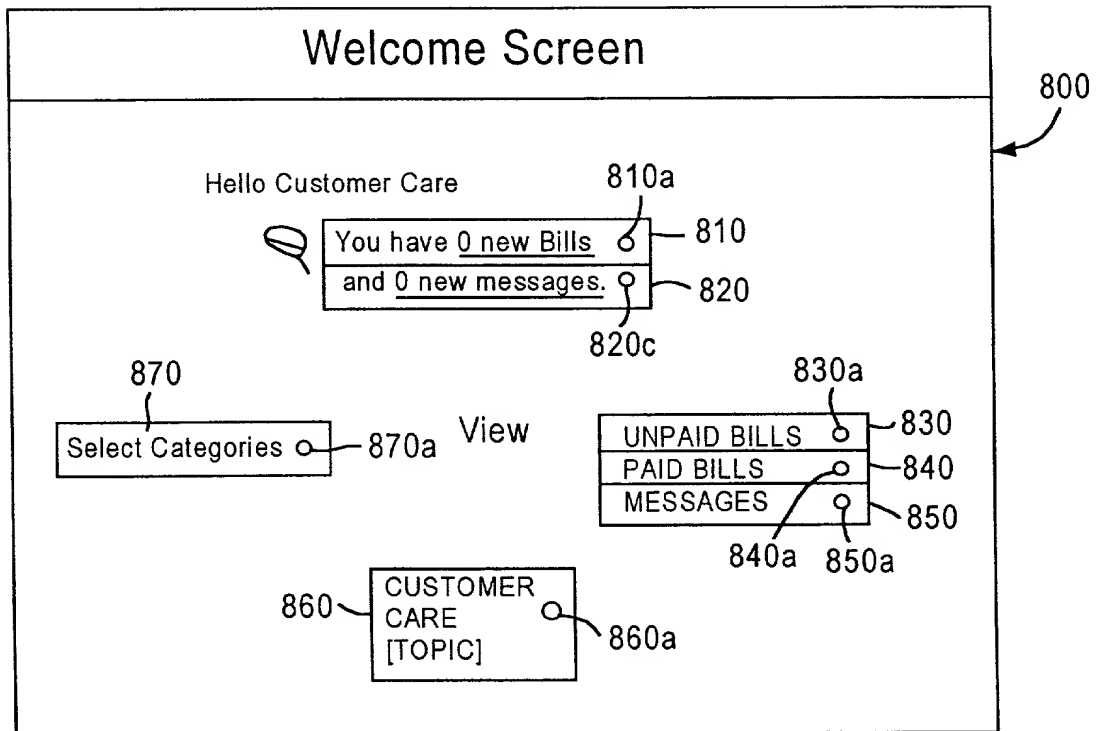 Welcome Screen
800
Hello Customer Care
810a
You have 0 new Bills
810
and 0 new messages.
820
820c
870
830a
Select Categories
870a
View
UNPAID BILLS
830
PAID BILLS
840
MESSAGES
850
840a
850a
860
CUSTOMER
CARE
[TOPIC]
860a